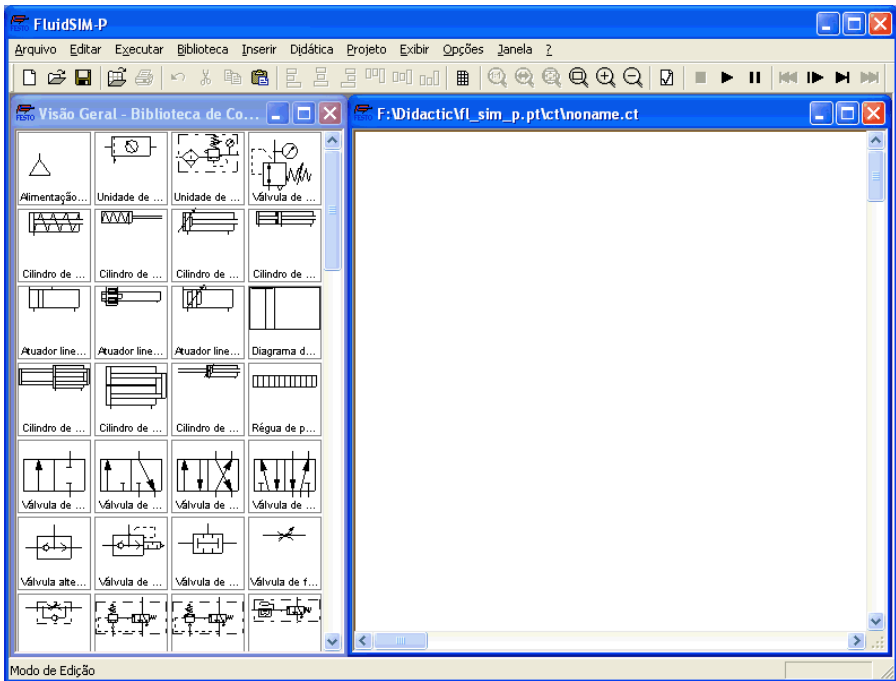 FluidSIM-P
Arquivo Editar Executar Biblioteca Inserir Didática Projeto Exibir Opções Janela ?
FESTO Visão Geral - Biblioteca de Co...
FESTO F:\Didactic\fl_sim_p.pt\ct\noname.ct
Alimentação... Unidade de ... Unidade de ... Válvula de ...
Cilindro de ... Cilindro de ... Cilindro de ... Cilindro de ...
Atuador line... Atuador line... Atuador line... Diagrama d...
Cilindro de ... Cilindro de ... Cilindro de ... Régua de p...
Válvula de ... Válvula de ... Válvula de ... Válvula de ...
Válvula alte... Válvula de ... Válvula de ... Válvula de f...
Modo de Edição